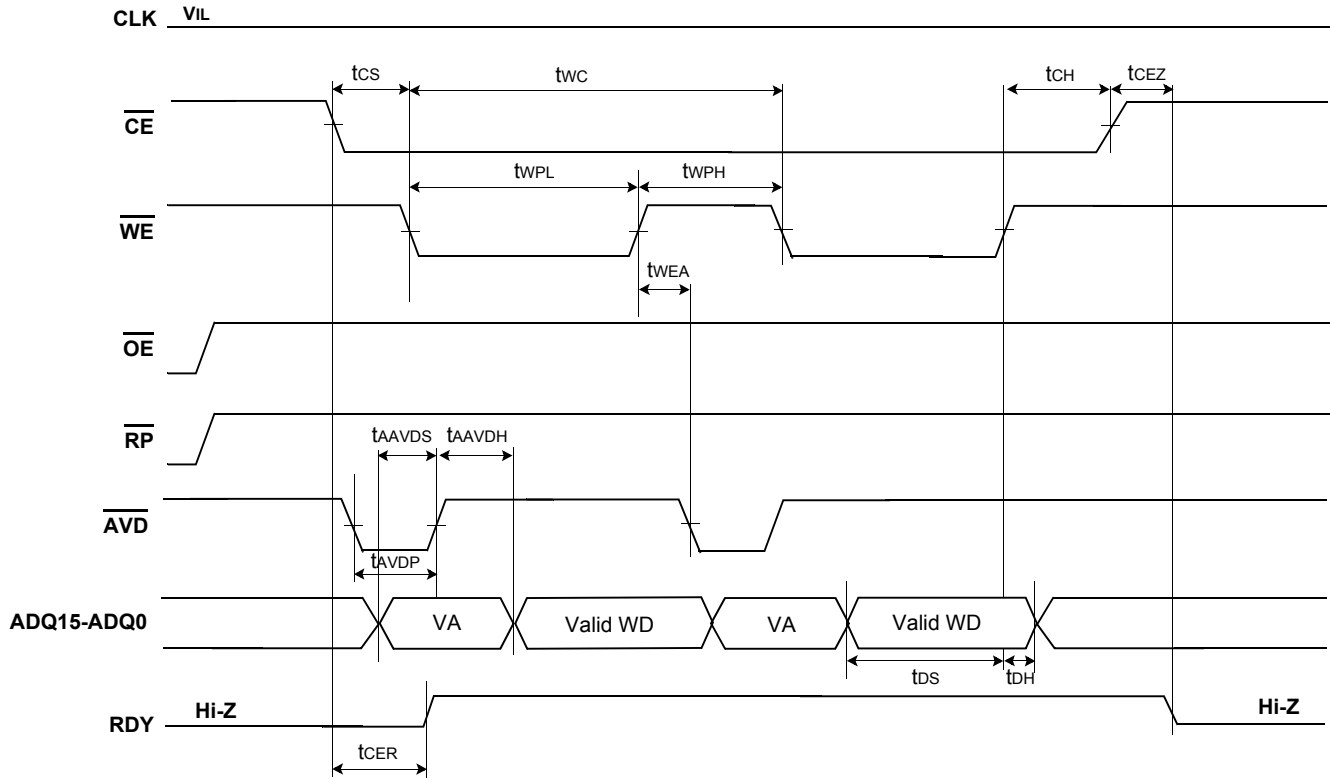 CLK VIL
tCS tWC tCH tCEZ
CE
tWPL tWPH
WE
tWEA
OE
RP
tAAVDS tAAVDH
AVD
tAVDP
ADQ15-ADQ0 VA Valid WD VA Valid WD
tDS tDH
RDY Hi-Z Hi-Z
tCER